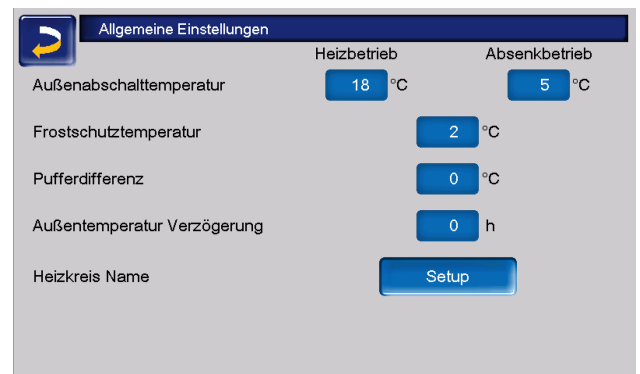 Allgemeine Einstellungen
Heizbetrieb Absenkbetrieb
Außenabschalttemperatur 18 °C 5 °C
Frostschutztemperatur 2 °C
Pufferdifferenz 0 °C
Außentemperatur Verzögerung 0 h
Heizkreis Name Setup